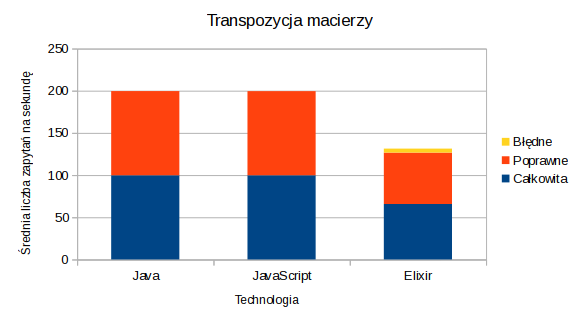 Transpozycja macierzy
Średnia liczba zapytań na sekundę
250
200
150
100
50
0
Java
JavaScript
Elixir
Technologia
Błędne
Poprawne
Całkowita